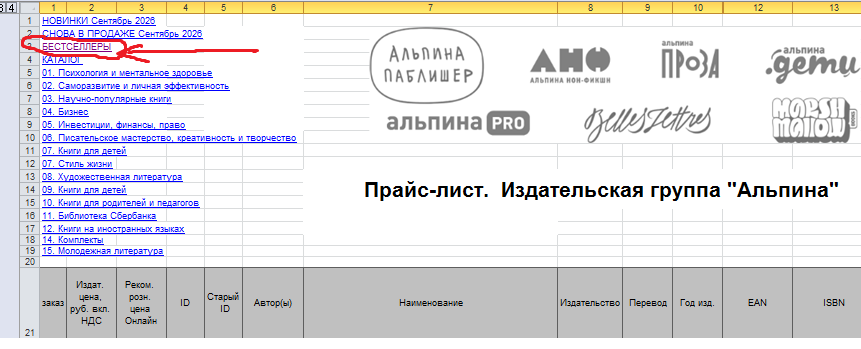 3 4 1 2 3 4 5 6 7 8 9 10 11 12 13
1 НОВИНКИ Сентябрь 2026
2 СНОВА В ПРОДАЖЕ Сентябрь 2026
3 БЕСТСЕЛЛЕРЫ
4 КАТАЛОГ
5 01. Психология и ментальное здоровье
6 02. Саморазвитие и личная эффективность
7 03. Научно-популярные книги
8 04. Бизнес
9 05. Инвестиции, финансы, право
10 06. Писательское мастерство, креативность и творчество
11 07. Книги для детей
12 07. Стиль жизни
13 08. Художественная литература
14 09. Книги для детей
15 10. Книги для родителей и педагогов
16 11. Библиотека Сбербанка
17 12. Книги на иностранных языках
18 14. Комплекты
19 15. Молодежная литература
20
АЛЬПИНА
ПАБЛИШЕР
АНФ
АЛЬПИНА НОН-ФИКШН
альпина
ПРОЗА
альпина
.дети
альпина PRO
Belles Lettres
MARSH
MALLOW
BOOKS
Прайс-лист. Издательская группа "Альпина"
21
заказ
Издат. цена, руб. вкл. НДС
Реком. розн. цена Онлайн
ID
Старый ID
Автор(ы)
Наименование
Издательство
Перевод
Год изд.
EAN
ISBN